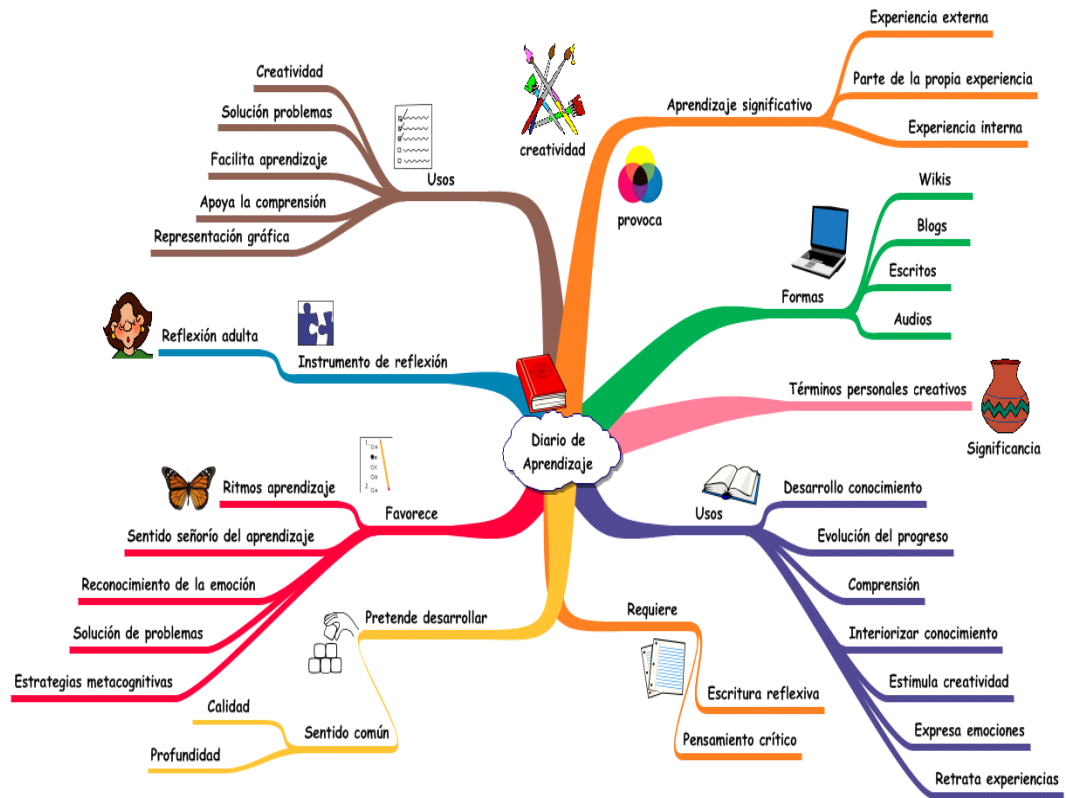 Experiencia externa
Parte de la propia experiencia
Experiencia interna
Aprendizaje significativo
creatividad
provoca
Creatividad
Solución problemas
Facilita aprendizaje
Apoya la comprensión
Representación gráfica
Usos
Wikis
Blogs
Escritos
Audios
Formas
Reflexión adulta
Instrumento de reflexión
Términos personales creativos
Significancia
Diario de
Aprendizaje
Ritmos aprendizaje
Favorece
Sentido señorío del aprendizaje
Reconocimiento de la emoción
Solución de problemas
Estrategias metacognitivas
Usos
Desarrollo conocimiento
Evolución del progreso
Comprensión
Interiorizar conocimiento
Estimula creatividad
Expresa emociones
Retrata experiencias
Pretende desarrollar
Sentido común
Calidad
Profundidad
Requiere
Escritura reflexiva
Pensamiento crítico
1.
2.